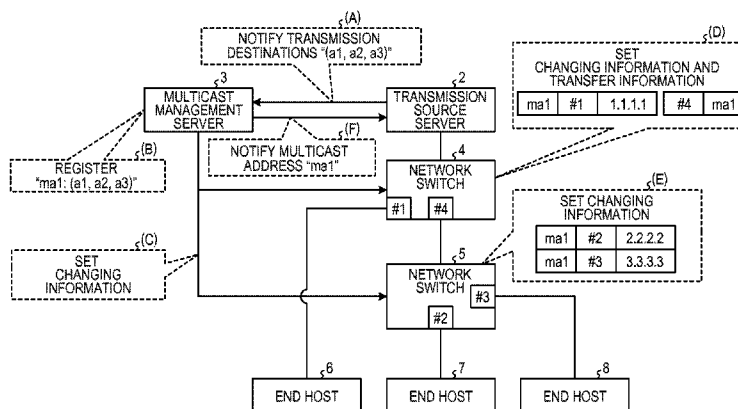 (A)
NOTIFY TRANSMISSION
DESTINATIONS "(a1, a2, a3)"
(D)
SET
CHANGING INFORMATION AND
TRANSFER INFORMATION
ma1 #1 1.1.1.1 #4 ma1
3
MULTICAST
MANAGEMENT
SERVER
2
TRANSMISSION
SOURCE
SERVER
(F)
NOTIFY MULTICAST
ADDRESS "ma1"
(B)
REGISTER
"ma1: (a1, a2, a3)"
4
NETWORK
SWITCH
#1 #4
(E)
SET CHANGING
INFORMATION
ma1 #2 2.2.2.2
ma1 #3 3.3.3.3
(C)
SET
CHANGING
INFORMATION
5
NETWORK
SWITCH
#3
#2
6
END HOST
7
END HOST
8
END HOST